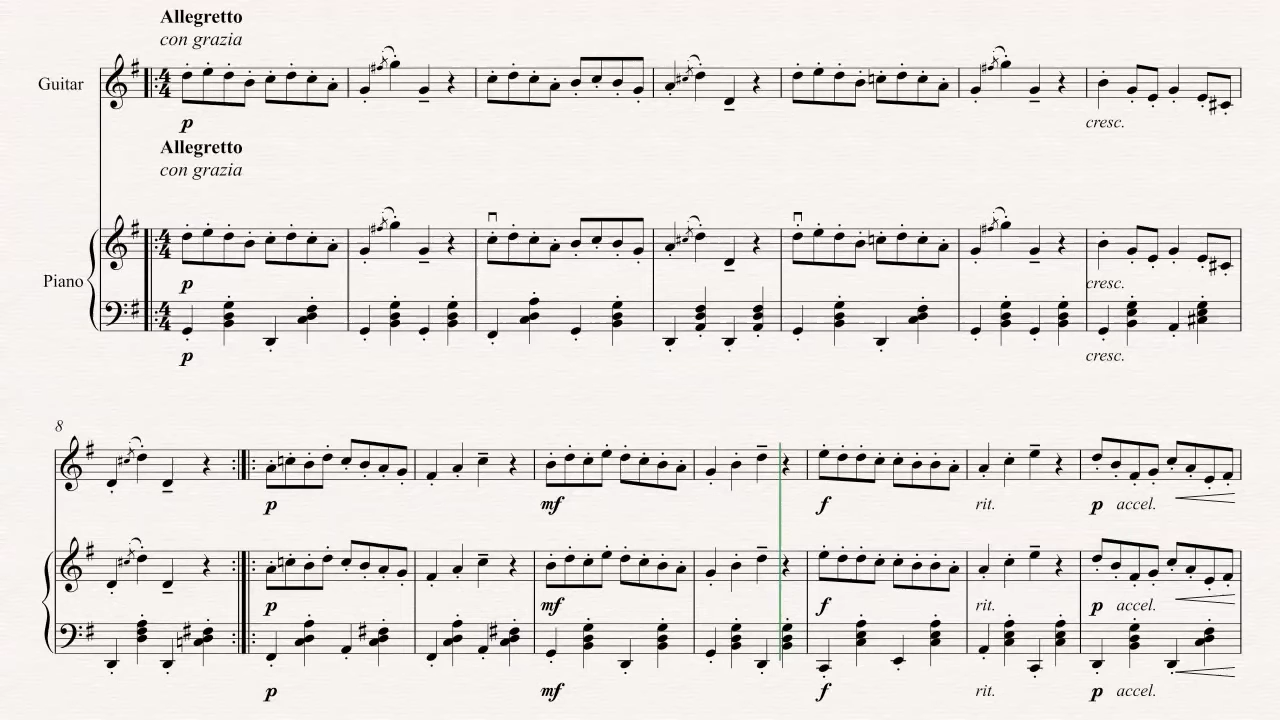 Allegretto
con grazia
Guitar
p
cresc.
Allegretto
con grazia
Piano
p
cresc.
p
cresc.
8
p
mf
f
rit.
p accel.
p
mf
f
rit.
p accel.
p
mf
f
rit.
p accel.